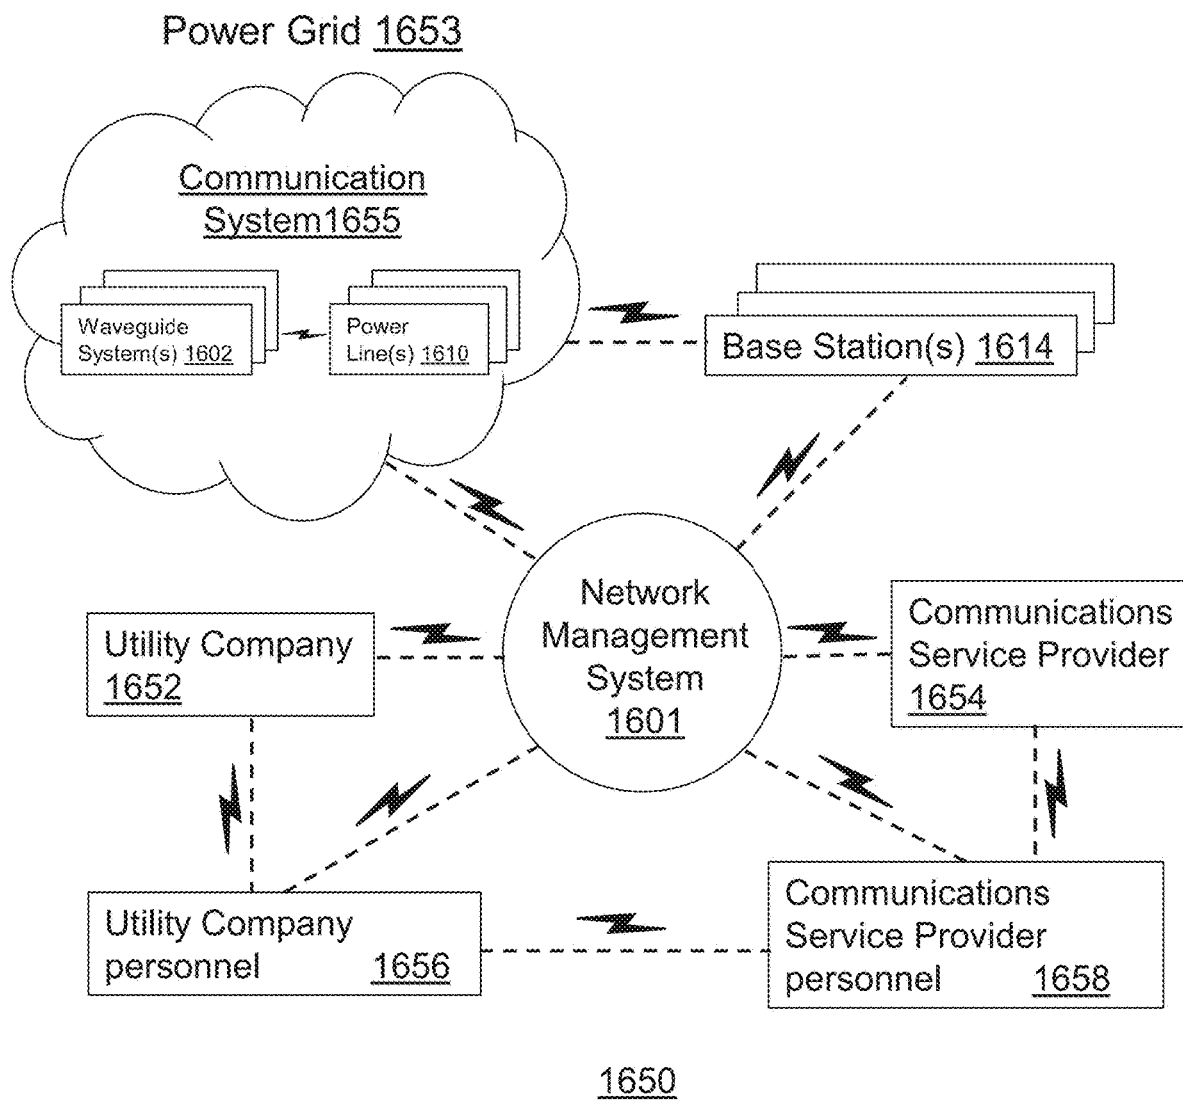 Power Grid 1653
Communication
System1655
Waveguide
System(s) 1602
Power
Line(s) 1610
Base Station(s) 1614
Network
Management
System
1601
Utility Company
1652
Communications
Service Provider
1654
Utility Company
personnel 1656
Communications
Service Provider
personnel 1658
1650